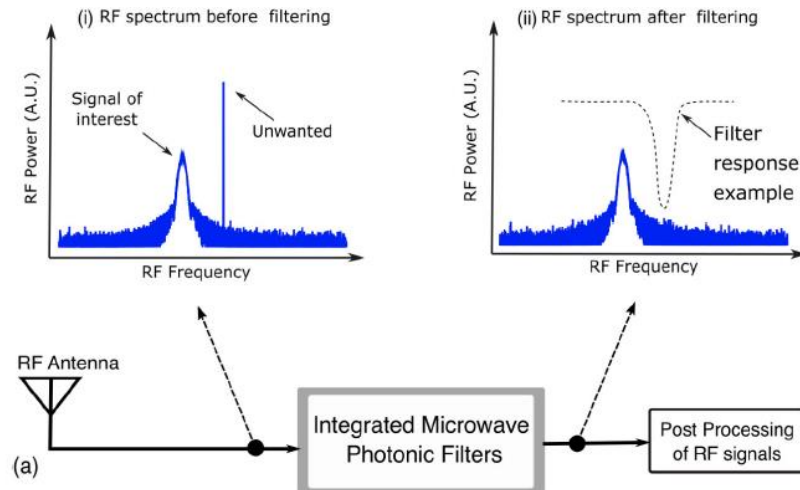 (i) RF spectrum before filtering
RF Power (A.U.)
Signal of
interest
Unwanted
RF Frequency
(ii) RF spectrum after filtering
RF Power (A.U.)
Filter
response
example
RF Frequency
RF Antenna
Integrated Microwave
Photonic Filters
Post Processing
of RF signals
(a)